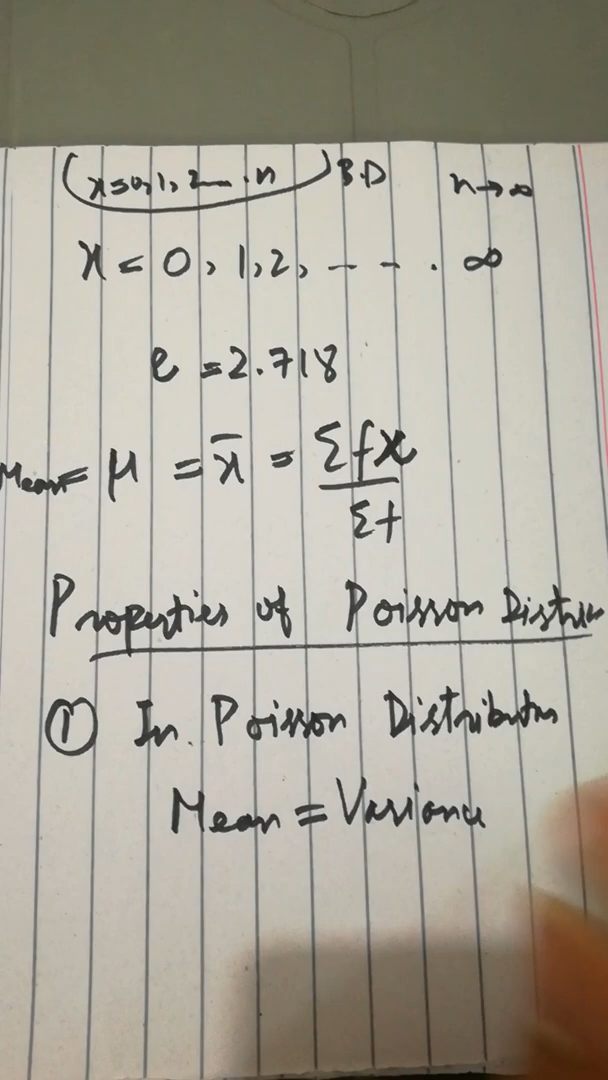 (x=0,1,2....n) B.D n→∞
x = 0, 1, 2, - - - . ∞
e = 2.718
Mean = μ = x̄ = Σfx / Σf
Properties of Poisson Distribu
① In. Poisson Distribution
Mean = Variance